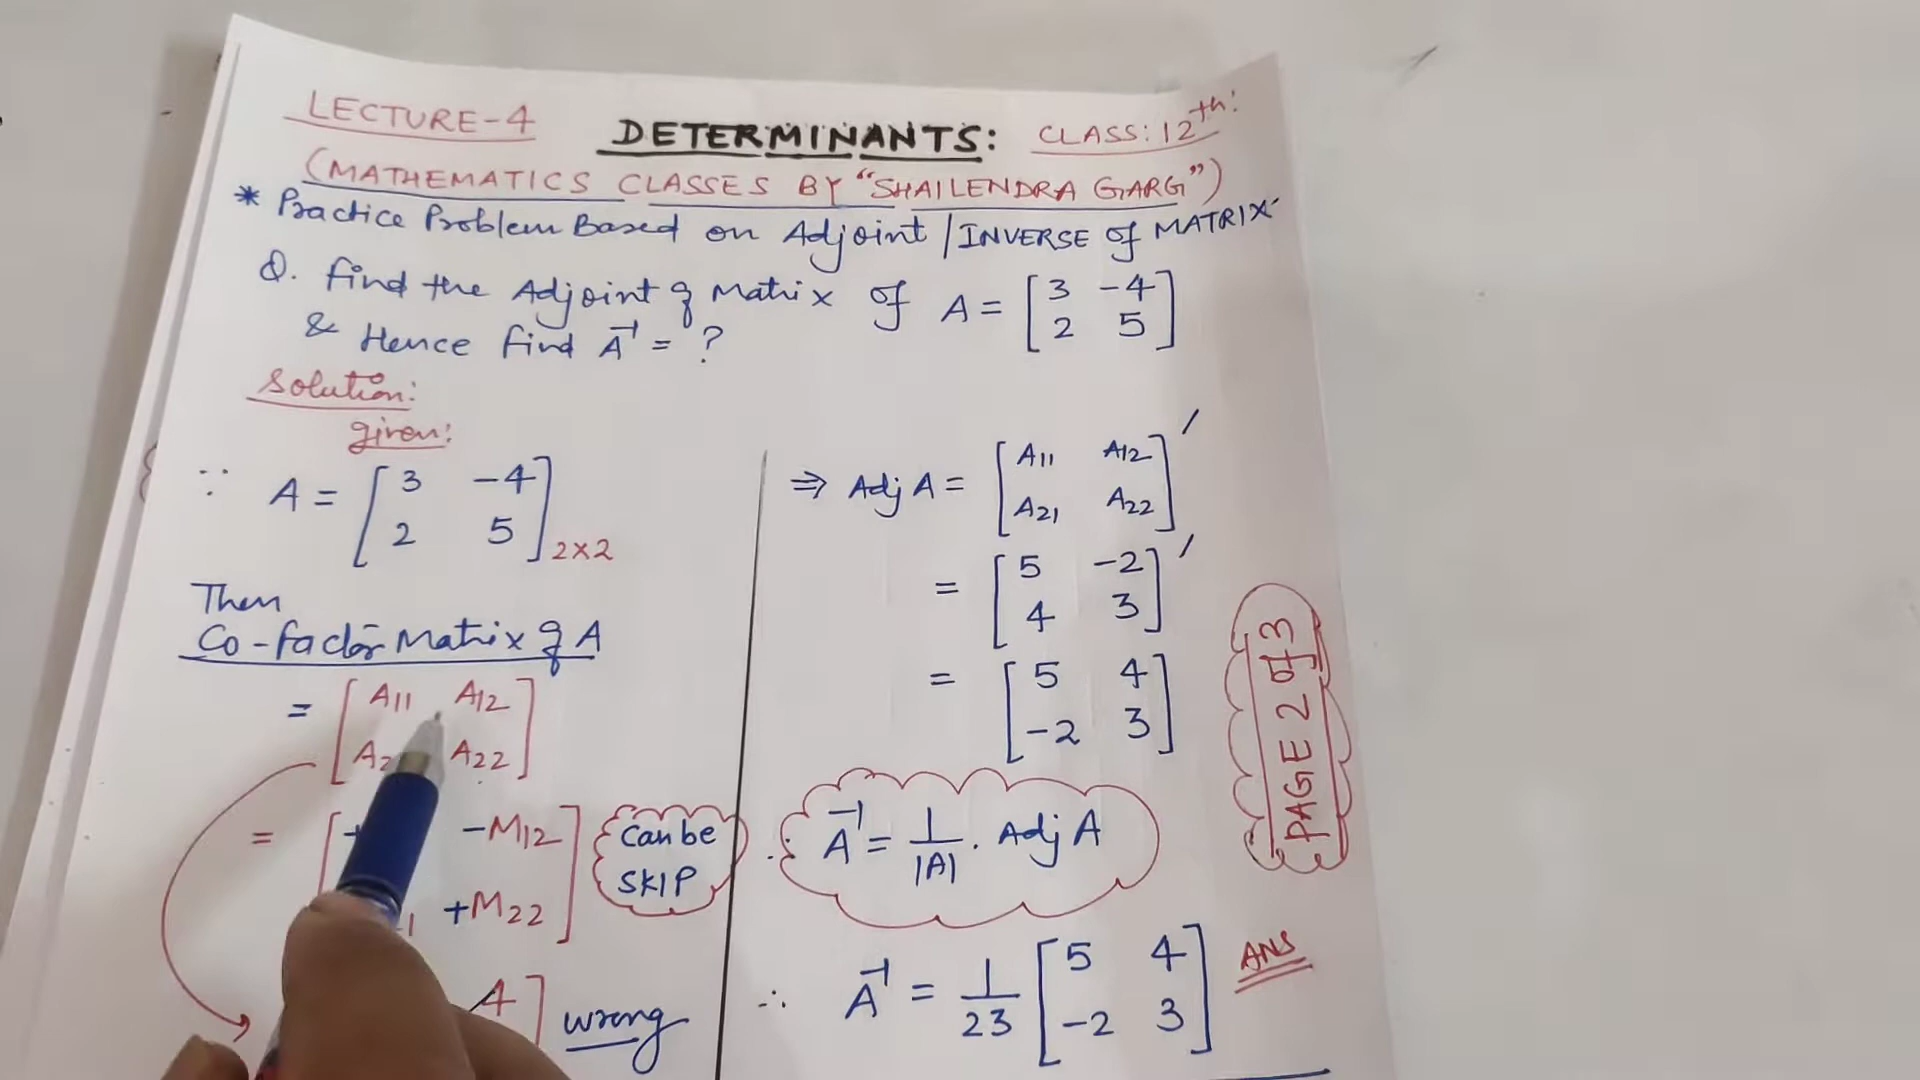 LECTURE-4 DETERMINANTS: CLASS: 12th:
(MATHEMATICS CLASSES BY "SHAILENDRA GARG")
* Practice Problem Based on Adjoint / INVERSE of MATRIX
Q. find the Adjoint of Matrix of A = [3 -4
2 5]
& Hence find A⁻¹ = ?
Solution:
given:
∵ A = [3 -4
2 5]2×2
Then
Co-factor Matrix of A
= [A11 A12
A22]
= -M12
+M22
Can be
SKIP
4] wrong
⇒ Adj A = [A11 A12
A21 A22]′
= [5 -2
4 3]′
= [5 4
-2 3]
∴ A⁻¹ = 1/|A| . Adj A
∴ A⁻¹ = 1/23 [5 4
-2 3] ANS
PAGE 2 of 3